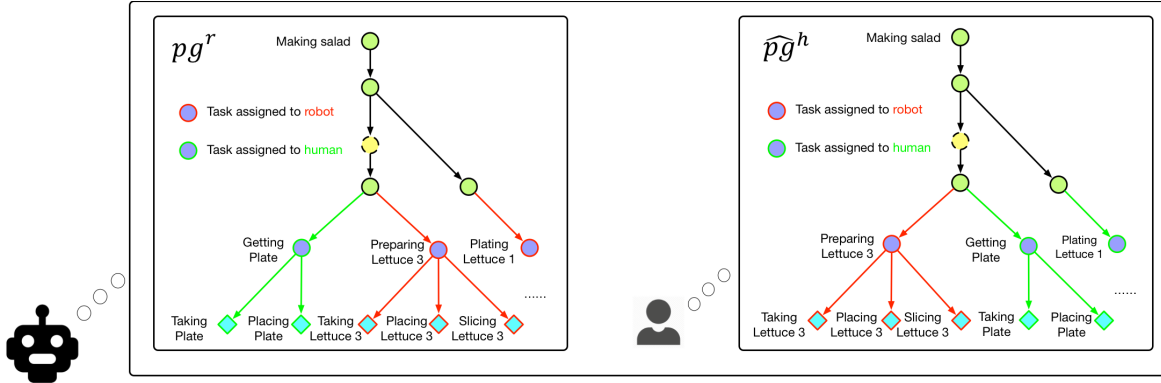 pg^r
Making salad
Task assigned to robot
Task assigned to human
Getting
Plate
Preparing
Lettuce 3
Plating
Lettuce 1
......
Taking
Plate
Placing
Plate
Taking
Lettuce 3
Placing
Lettuce 3
Slicing
Lettuce 3
\widehat{pg}^h
Making salad
Task assigned to robot
Task assigned to human
Preparing
Lettuce 3
Getting
Plate
Plating
Lettuce 1
......
Taking
Lettuce 3
Placing
Lettuce 3
Slicing
Lettuce 3
Taking
Plate
Placing
Plate